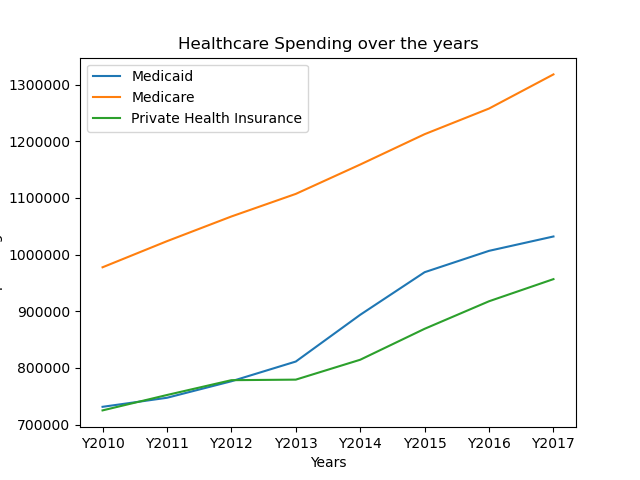 Healthcare Spending over the years
Medicaid
Medicare
Private Health Insurance
1300000
1200000
1100000
1000000
900000
800000
700000
Y2010 Y2011 Y2012 Y2013 Y2014 Y2015 Y2016 Y2017
Years